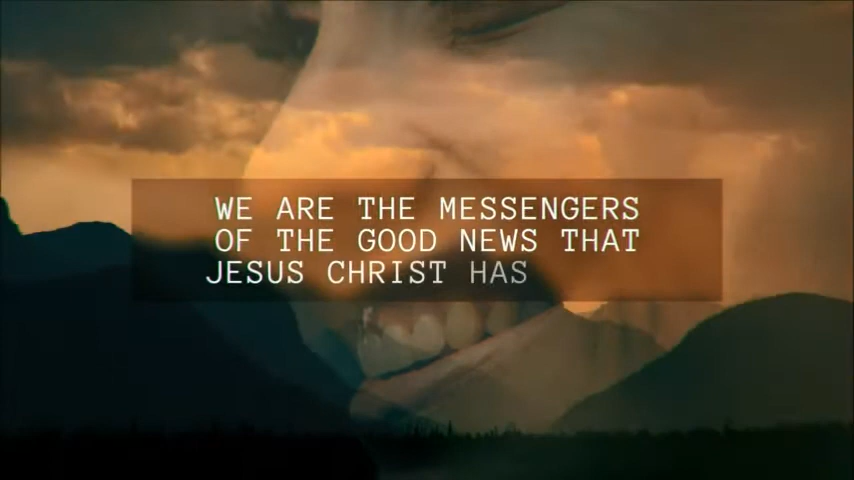 WE ARE THE MESSENGERS
OF THE GOOD NEWS THAT
JESUS CHRIST HAS